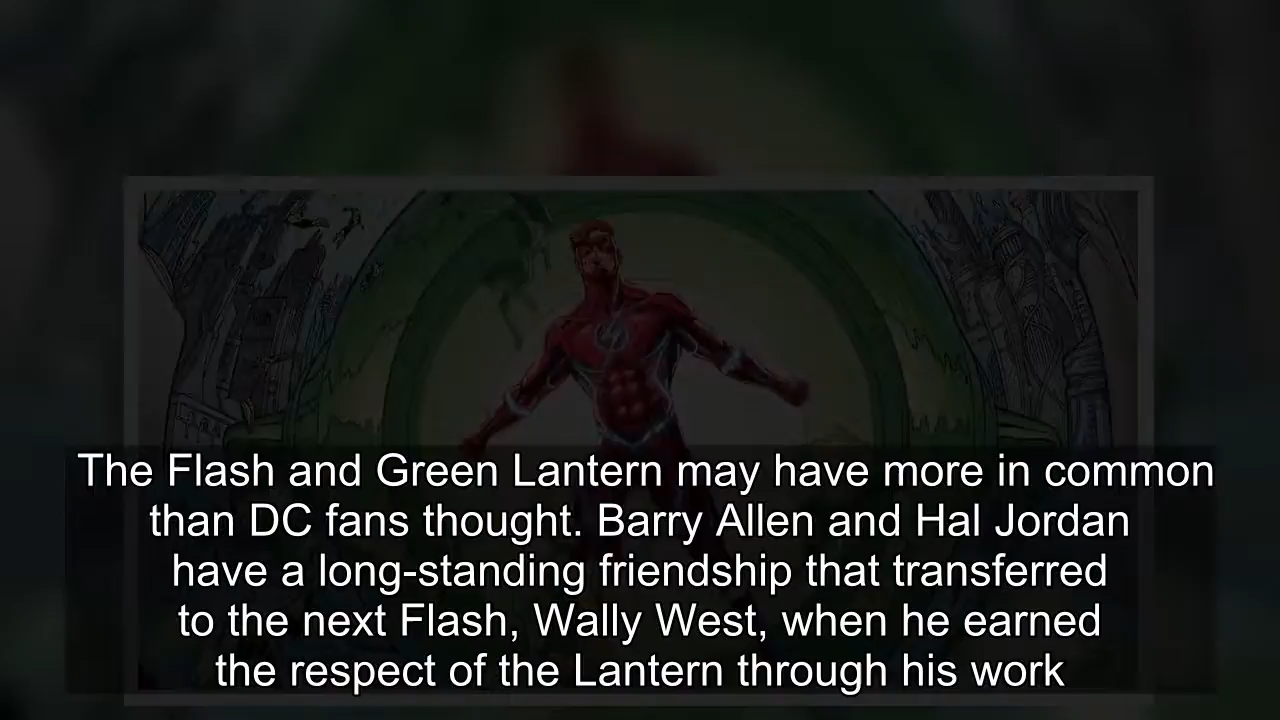 The Flash and Green Lantern may have more in common
than DC fans thought. Barry Allen and Hal Jordan
have a long-standing friendship that transferred
to the next Flash, Wally West, when he earned
the respect of the Lantern through his work